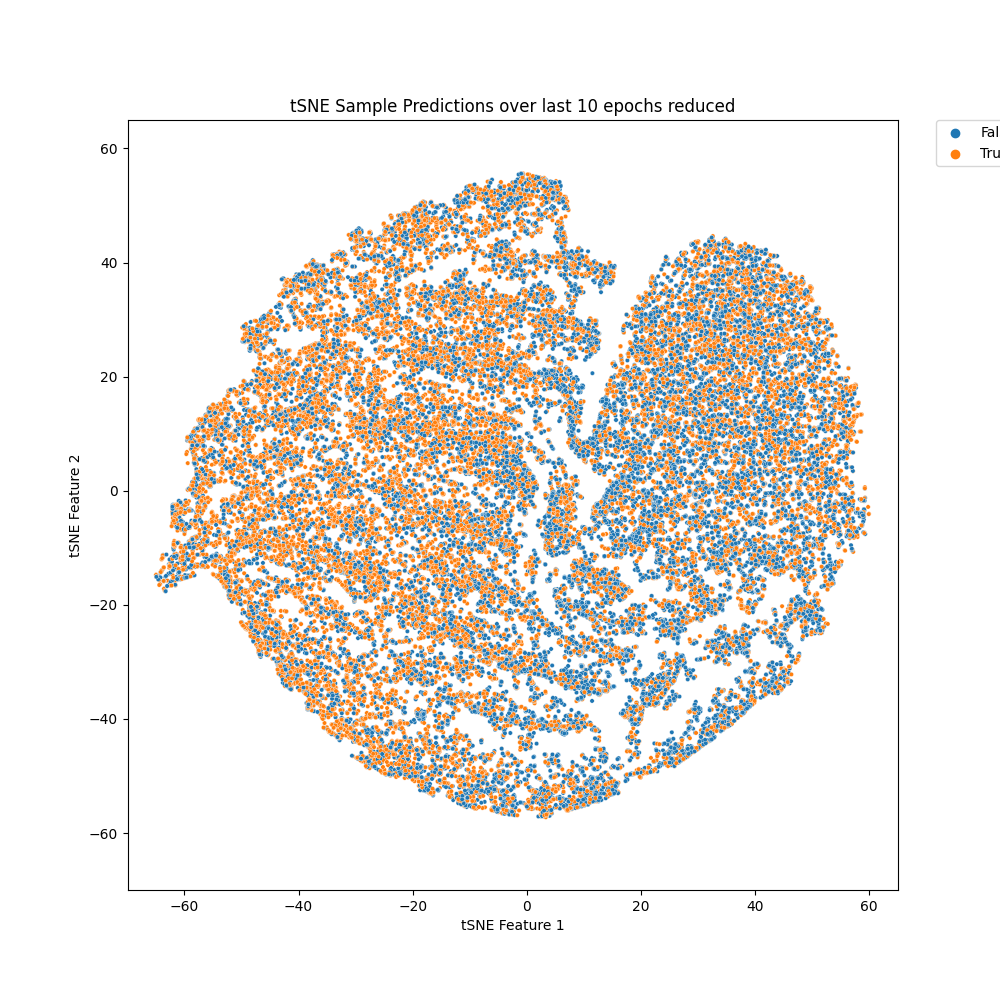 tSNE Sample Predictions over last 10 epochs reduced
Fal
Tru
60
40
20
0
−20
−40
−60
tSNE Feature 2
−60 −40 −20 0 20 40 60
tSNE Feature 1